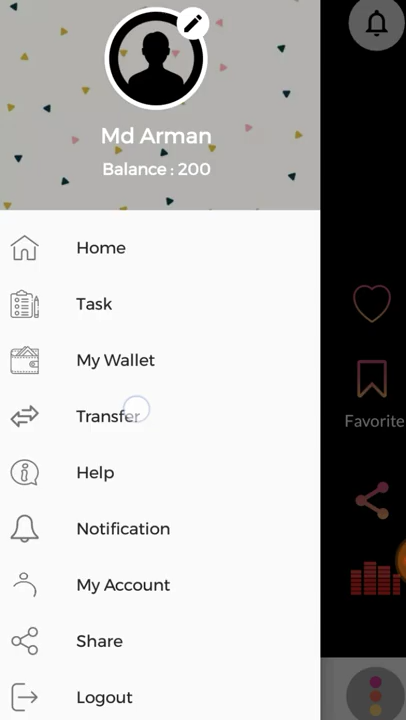 Md Arman
Balance : 200
Home
Task
My Wallet
Transfer
Favorite
Help
Notification
My Account
Share
Logout